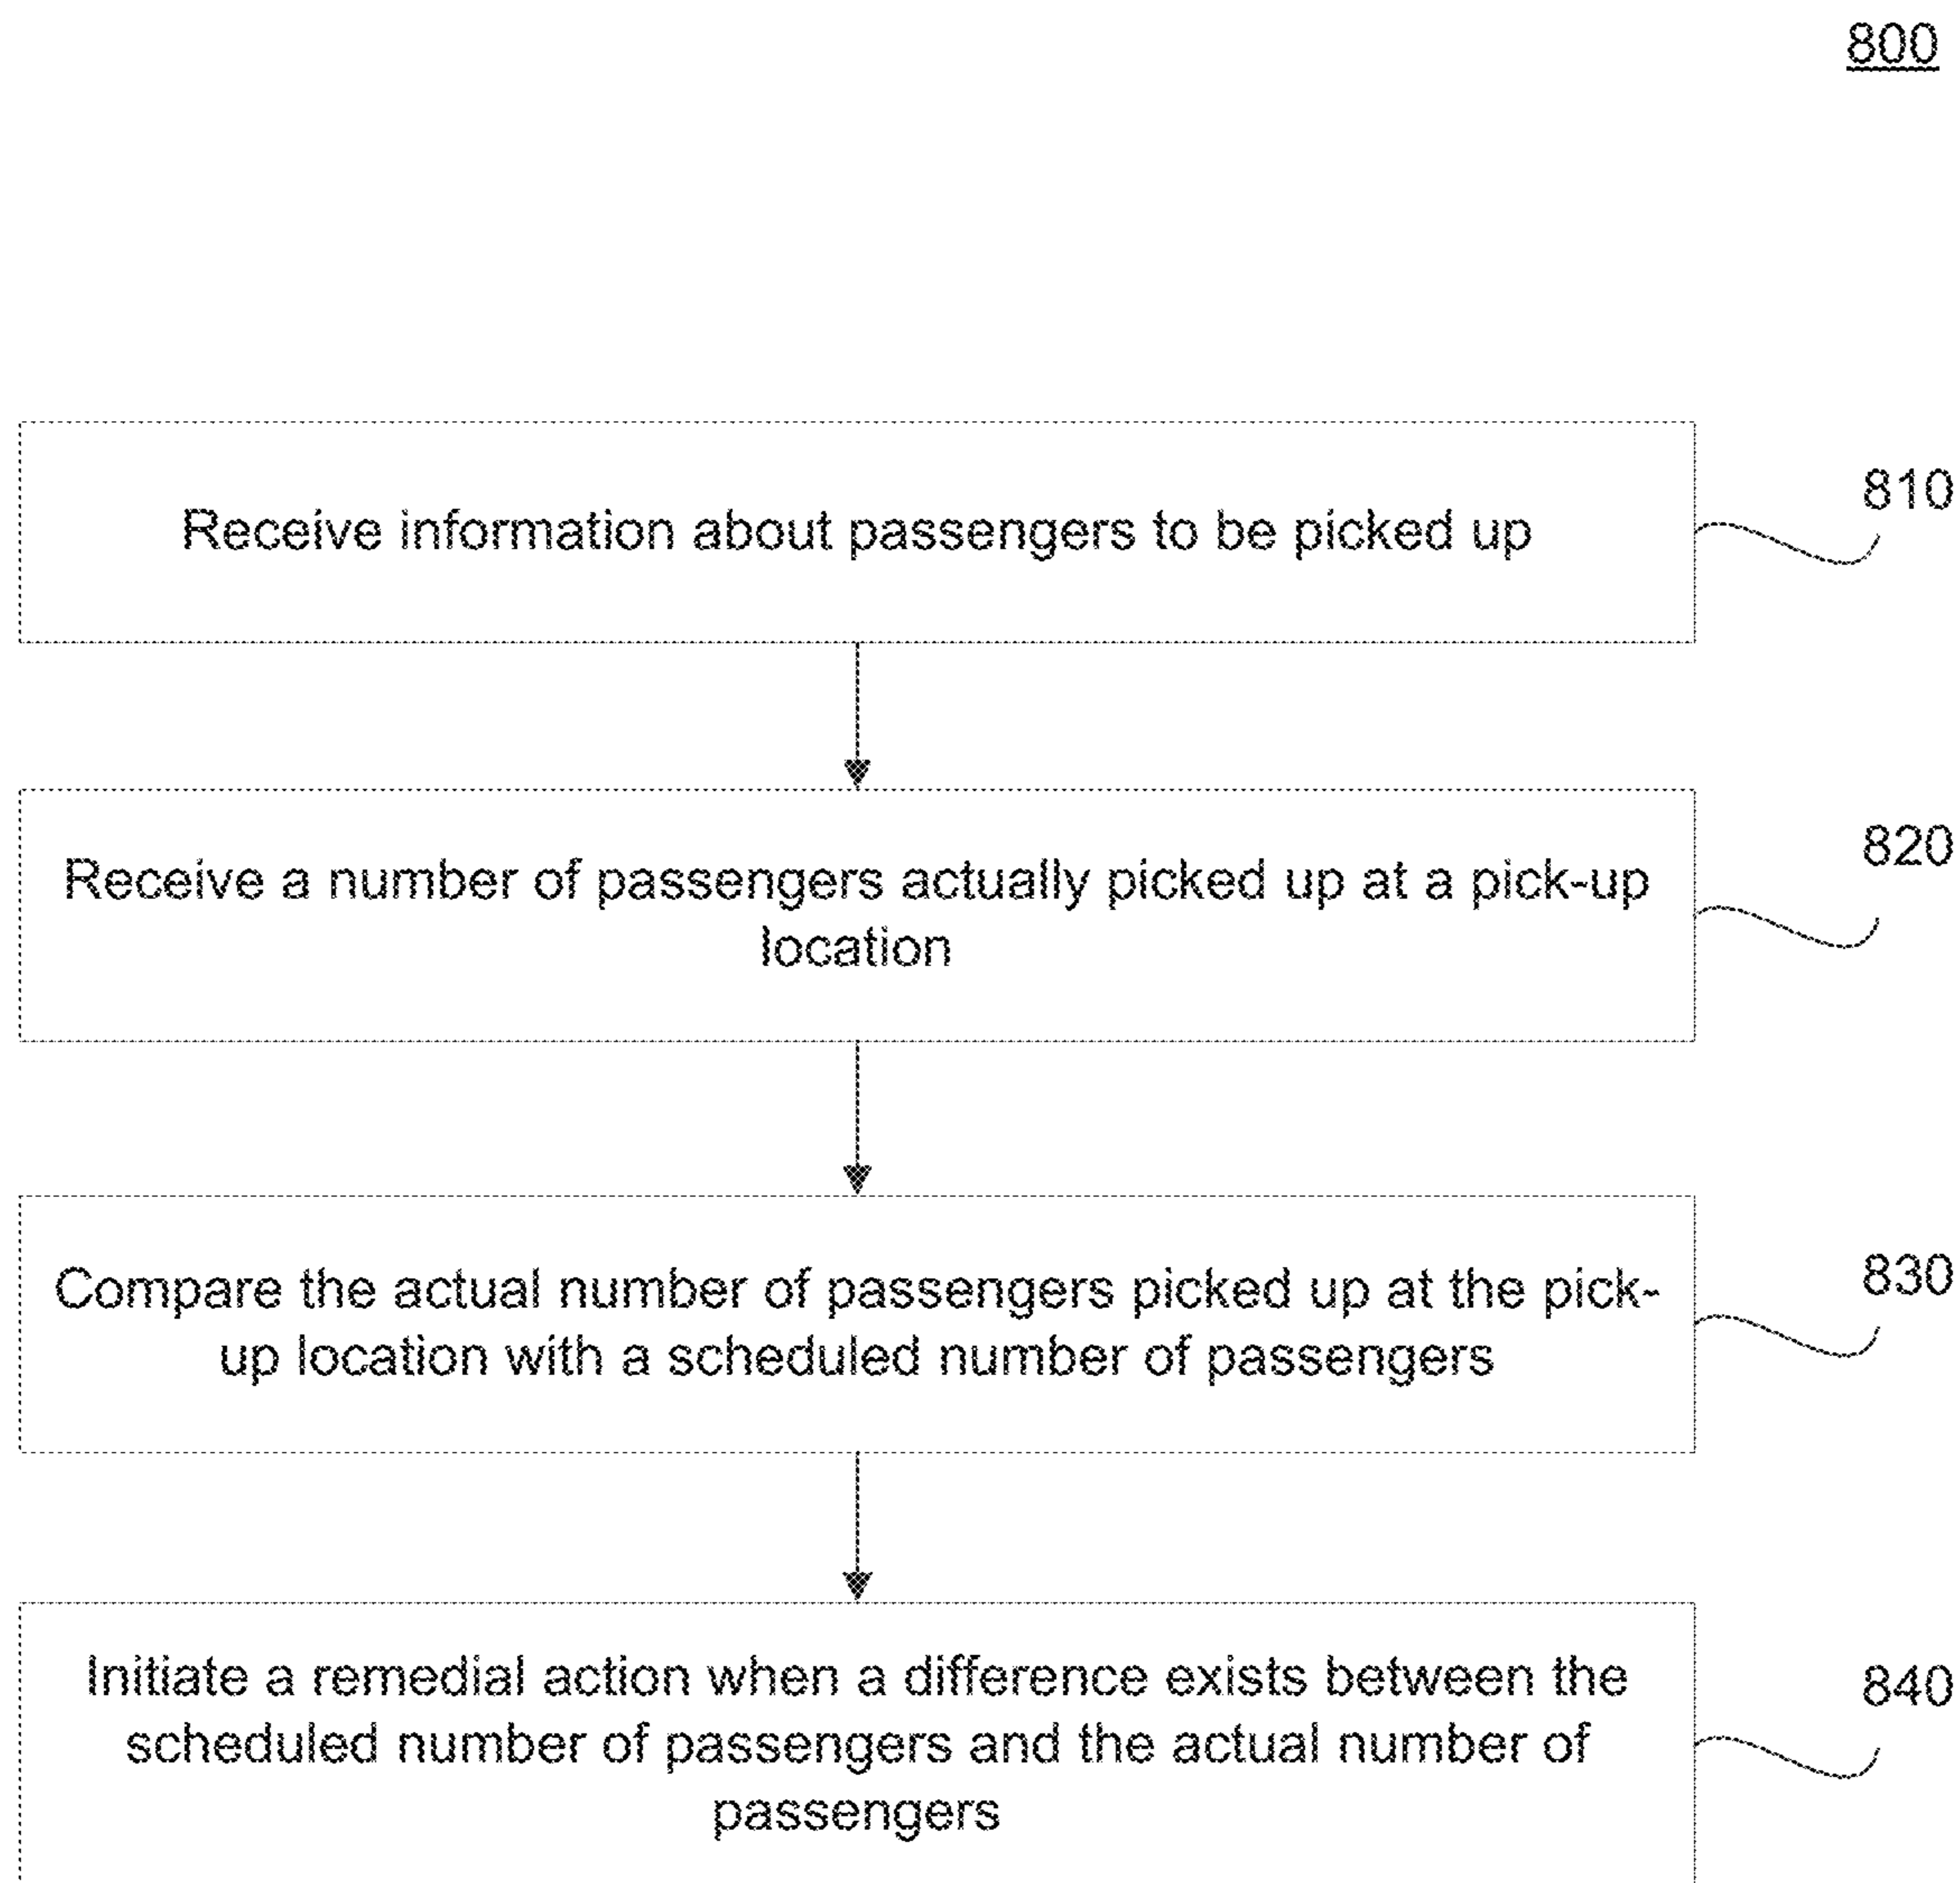 800
Receive information about passengers to be picked up
810
Receive a number of passengers actually picked up at a pick-up
location
820
Compare the actual number of passengers picked up at the pick-
up location with a scheduled number of passengers
830
Initiate a remedial action when a difference exists between the
scheduled number of passengers and the actual number of
passengers
840